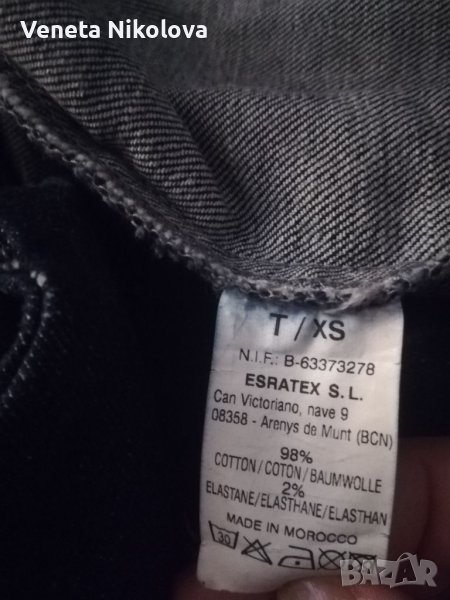 Veneta Nikolova
T / XS
N.I.F.: B-63373278
ESRATEX S. L.
Can Victoriano, nave 9
08358 - Arenys de Munt (BCN)
98%
COTTON / COTON / BAUMWOLLE
2%
ELASTANE/ELASTHANE/ELASTHAN
MADE IN MOROCCO
30
BAZAR